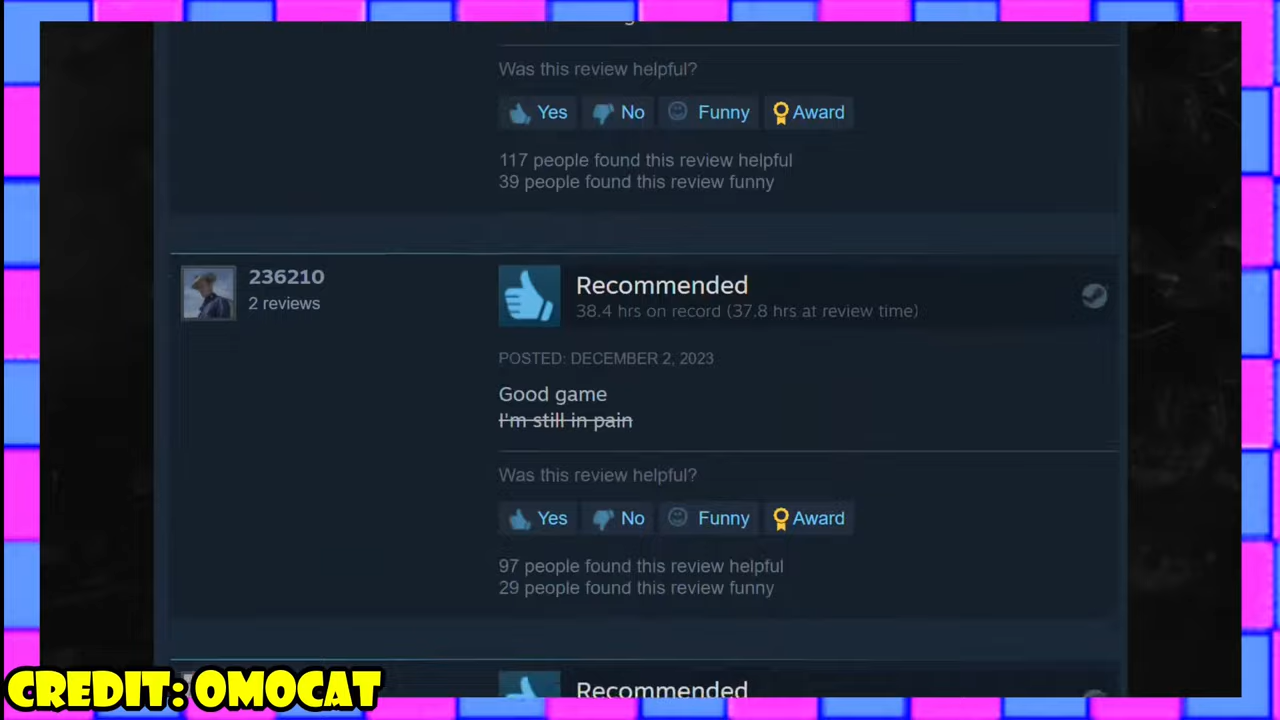 Was this review helpful?
Yes No Funny Award
117 people found this review helpful
39 people found this review funny
236210
2 reviews
Recommended
38.4 hrs on record (37.8 hrs at review time)
POSTED: DECEMBER 2, 2023
Good game
I'm still in pain
Was this review helpful?
Yes No Funny Award
97 people found this review helpful
29 people found this review funny
Recommended
CREDIT: OMOCAT